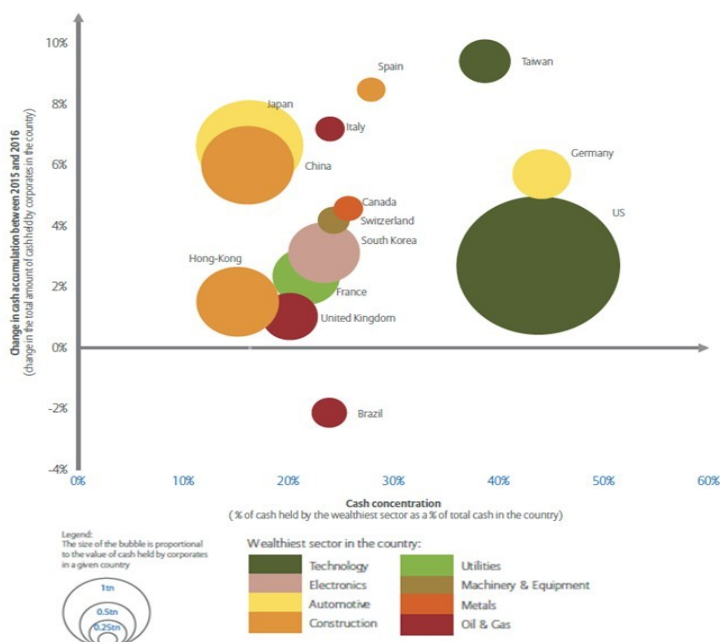 10%
8%
6%
4%
2%
0%
-2%
-4%
Change in cash accumulation between 2015 and 2016
(change in the total amount of cash held by corporates in the country)
Taiwan
Spain
Japan
Italy
China
Germany
Canada
Switzerland
US
South Korea
Hong-Kong
France
United Kingdom
Brazil
0%
10%
20%
30%
40%
50%
60%
Cash concentration
( % of cash held by the wealthiest sector as a % of total cash in the country)
Legend:
The size of the bubble is proportional
to the value of cash held by corporates
in a given country
1tn
0.5tn
0.25tn
Wealthiest sector in the country:
Technology
Electronics
Automotive
Construction
Utilities
Machinery & Equipment
Metals
Oil & Gas